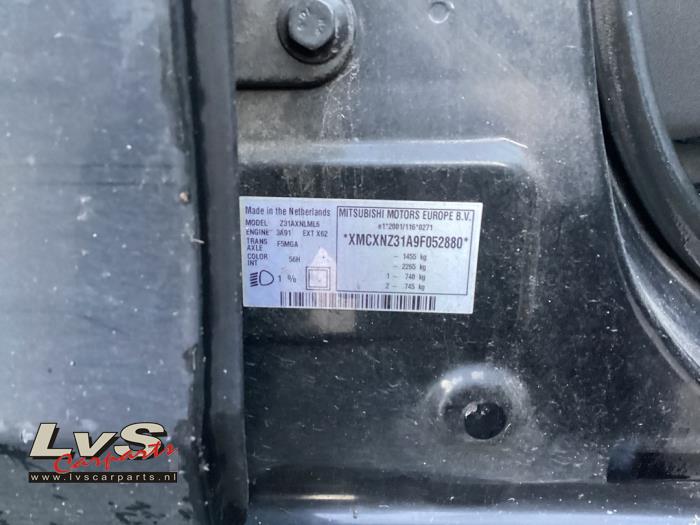 Made in the Netherlands
MODEL Z31AXNLML6
ENGINE 3A91 EXT X62
TRANS AXLE F5MGA
COLOR INT 56H
1 %
MITSUBISHI MOTORS EUROPE B.V.
e1*2001/116*0271
*XMCXNZ31A9F052880*
- 1455 kg
- 2265 kg
1 - 740 kg
2 - 745 kg
LvS
Carparts
www.lvscarparts.nl